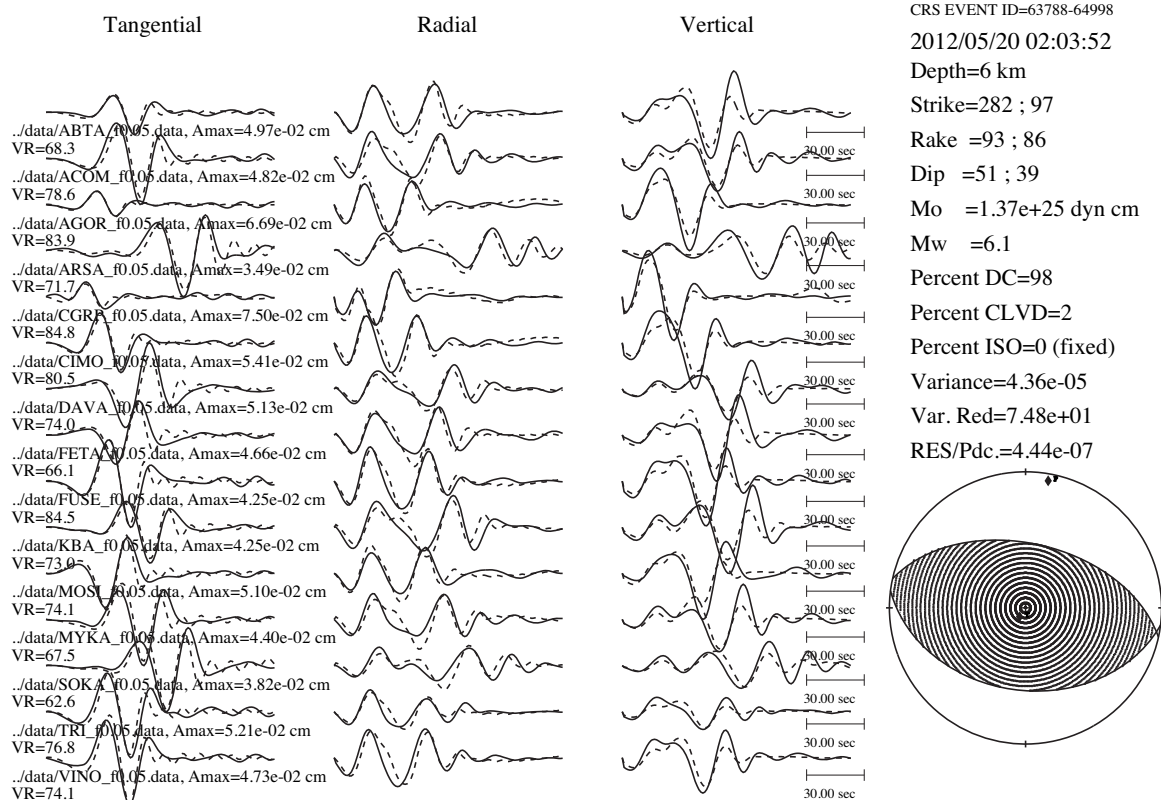 Tangential Radial Vertical
CRS EVENT ID=63788-64998
2012/05/20 02:03:52
Depth=6 km
Strike=282 ; 97
Rake =93 ; 86
Dip =51 ; 39
Mo =1.37e+25 dyn cm
Mw =6.1
Percent DC=98
Percent CLVD=2
Percent ISO=0 (fixed)
Variance=4.36e-05
Var. Red=7.48e+01
RES/Pdc.=4.44e-07
../data/ABTA_f0.05.data, Amax=4.97e-02 cm
VR=68.3
30.00 sec
../data/ACOM_f0.05.data, Amax=4.82e-02 cm
VR=78.6
30.00 sec
../data/AGOR_f0.05.data, Amax=6.69e-02 cm
VR=83.9
30.00 sec
../data/ARSA_f0.05.data, Amax=3.49e-02 cm
VR=71.7
30.00 sec
../data/CGRP_f0.05.data, Amax=7.50e-02 cm
VR=84.8
30.00 sec
../data/CIMO_f0.05.data, Amax=5.41e-02 cm
VR=80.5
30.00 sec
../data/DAVA_f0.05.data, Amax=5.13e-02 cm
VR=74.0
30.00 sec
../data/FETA_f0.05.data, Amax=4.66e-02 cm
VR=66.1
30.00 sec
../data/FUSE_f0.05.data, Amax=4.25e-02 cm
VR=84.5
30.00 sec
../data/KBA_f0.05.data, Amax=4.25e-02 cm
VR=73.0
30.00 sec
../data/MOSI_f0.05.data, Amax=5.10e-02 cm
VR=74.1
30.00 sec
../data/MYKA_f0.05.data, Amax=4.40e-02 cm
VR=67.5
30.00 sec
../data/SOKA_f0.05.data, Amax=3.82e-02 cm
VR=62.6
30.00 sec
../data/TRI_f0.05.data, Amax=5.21e-02 cm
VR=76.8
30.00 sec
../data/VINO_f0.05.data, Amax=4.73e-02 cm
VR=74.1
30.00 sec